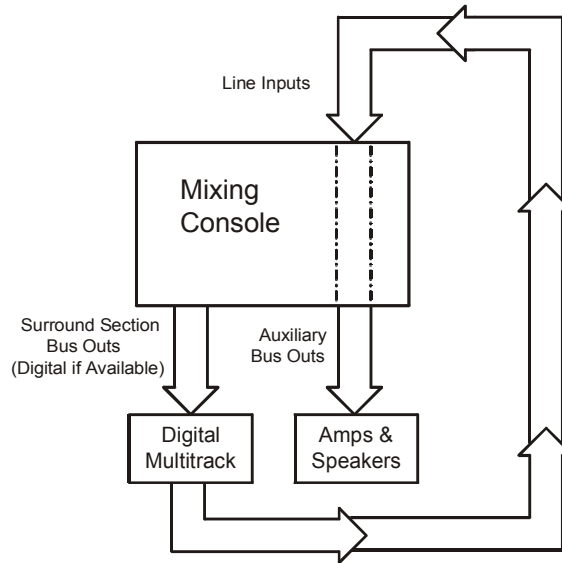 Line Inputs
Mixing
Console
Surround Section
Bus Outs
(Digital if Available)
Auxiliary
Bus Outs
Digital
Multitrack
Amps &
Speakers